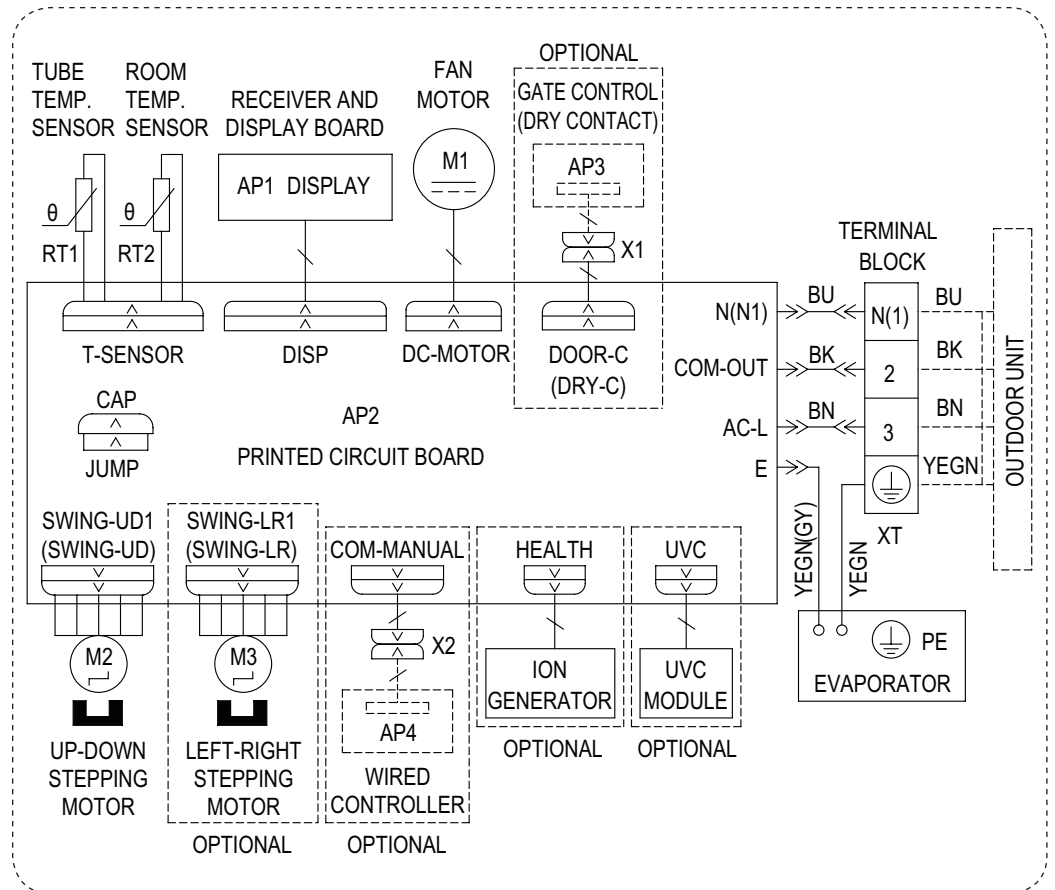 OPTIONAL
TUBE
TEMP.
SENSOR
ROOM
TEMP.
SENSOR
RECEIVER AND
DISPLAY BOARD
FAN
MOTOR
GATE CONTROL
(DRY CONTACT)
AP1 DISPLAY
M1
AP3
θ
RT1
θ
RT2
X1
TERMINAL
BLOCK
T-SENSOR
DISP
DC-MOTOR
DOOR-C
(DRY-C)
N(N1)
BU
N(1)
BU
COM-OUT
BK
2
BK
AC-L
BN
3
BN
E
YEGN
XT
OUTDOOR UNIT
CAP
JUMP
AP2
PRINTED CIRCUIT BOARD
YEGN(GY)
YEGN
PE
EVAPORATOR
SWING-UD1
(SWING-UD)
SWING-LR1
(SWING-LR)
COM-MANUAL
HEALTH
UVC
M2
M3
X2
AP4
ION
GENERATOR
UVC
MODULE
UP-DOWN
STEPPING
MOTOR
LEFT-RIGHT
STEPPING
MOTOR
WIRED
CONTROLLER
OPTIONAL
OPTIONAL
OPTIONAL
OPTIONAL